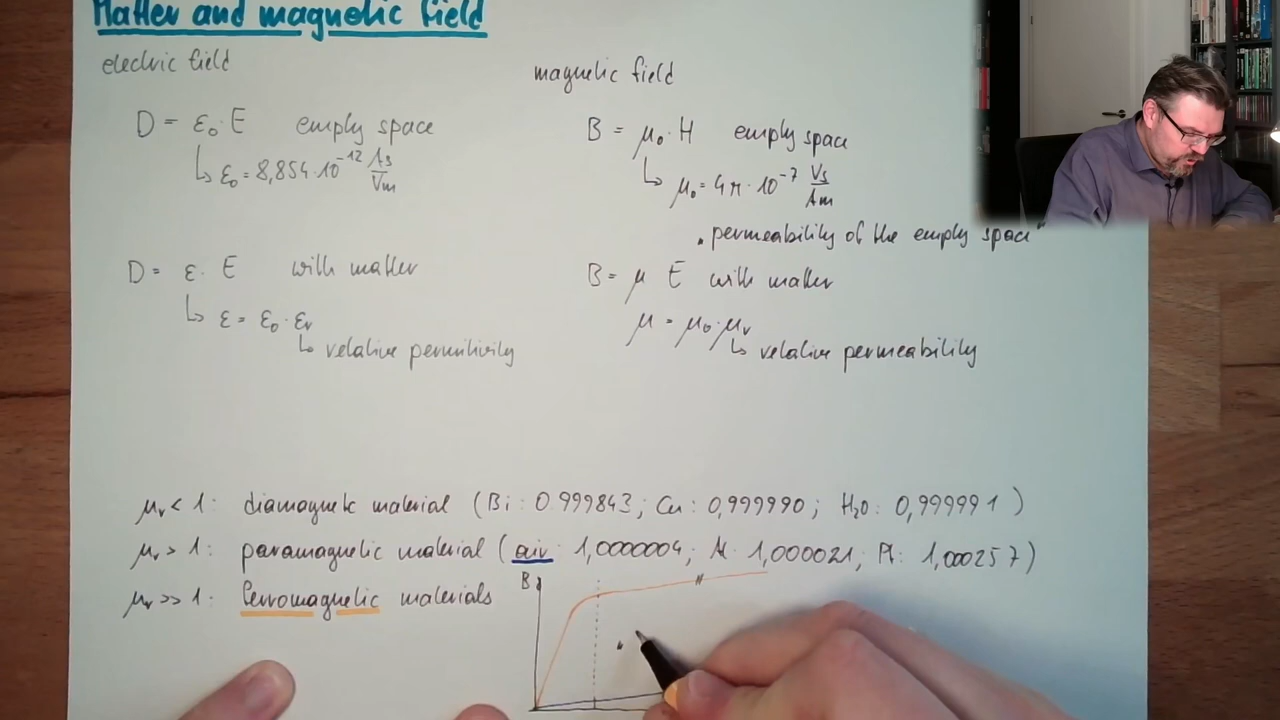 Matter and magnetic field
electric field
magnetic field
D = ε₀·E empty space
B = μ₀·H empty space
↳ ε₀ = 8,854·10⁻¹² As/Vm
↳ μ₀ = 4π·10⁻⁷ Vs/Am
"permeability of the empty space"
D = ε· E with matter
B = μ E with matter
↳ ε = ε₀·εᵣ
μ = μ₀·μᵣ
↳ relative permitivity
↳ relative permeability
μᵣ < 1: diamagnetic material (Bi: 0.999843; Cu: 0,999990; H₂O: 0,999991)
μᵣ > 1: paramagnetic material (air: 1,0000004; Al: 1,000021; Pt: 1,000257)
μᵣ >> 1: ferromagnetic materials
B